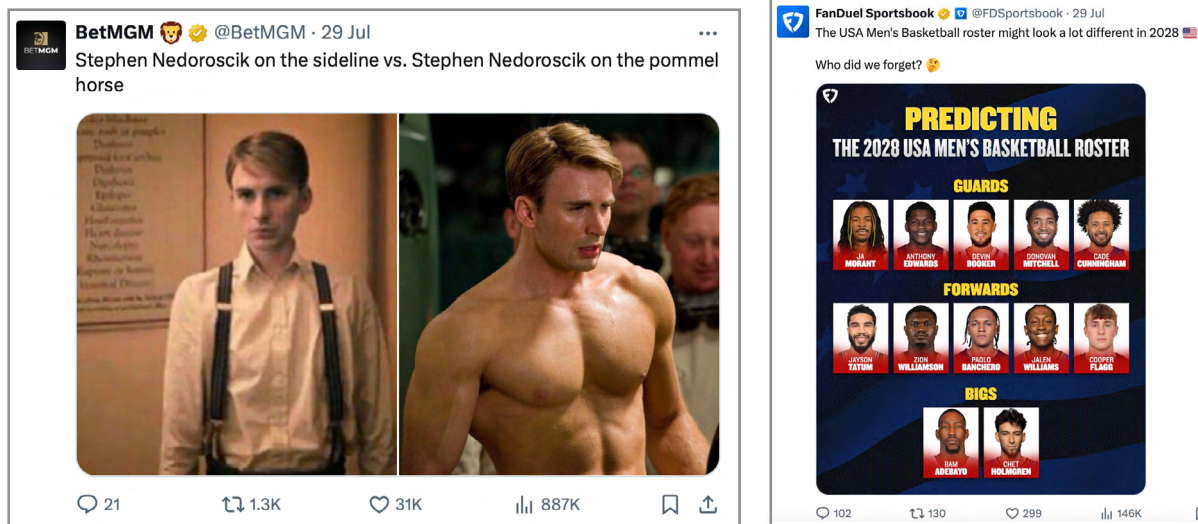 BetMGM @BetMGM · 29 Jul
BETMGM
Stephen Nedoroscik on the sideline vs. Stephen Nedoroscik on the pommel
horse
21 1.3K 31K 887K
FanDuel Sportsbook @FDSportsbook · 29 Jul
The USA Men's Basketball roster might look a lot different in 2028
Who did we forget?
PREDICTING
THE 2028 USA MEN'S BASKETBALL ROSTER
GUARDS
JA MORANT
ANTHONY EDWARDS
DEVIN BOOKER
DONOVAN MITCHELL
CADE CUNNINGHAM
FORWARDS
JAYSON TATUM
ZION WILLIAMSON
PAOLO BANCHERO
JALEN WILLIAMS
COOPER FLAGG
BIGS
BAM ADEBAYO
CHET HOLMGREN
102 130 299 146K